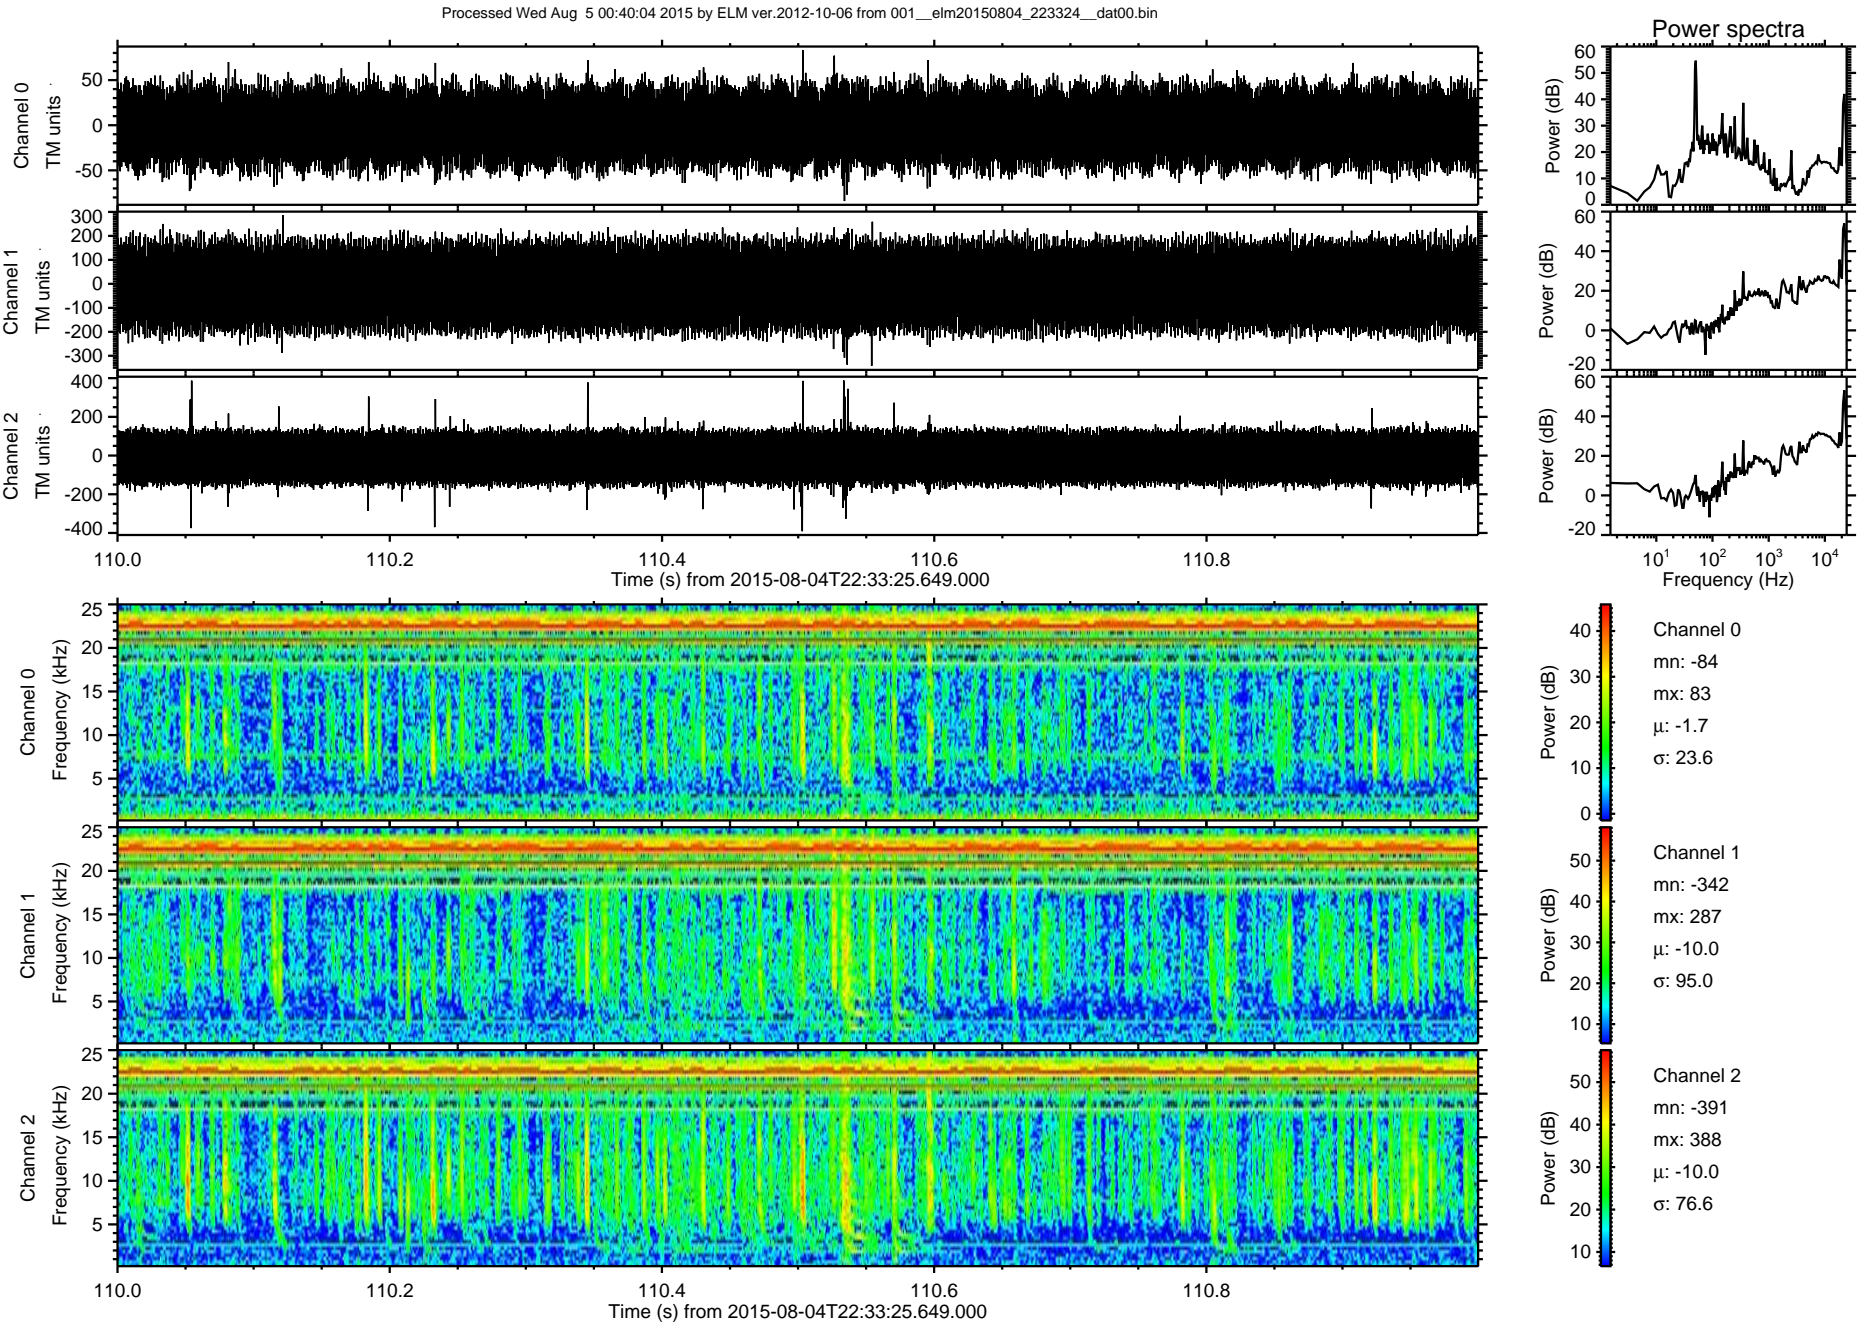 Processed Wed Aug  5 00:40:04 2015 by ELM ver.2012-10-06 from 001__elm20150804_223324__dat00.bin
Power spectra
Channel 0
TM units
50
0
-50
Power (dB)
60
50
40
30
20
10
0
Channel 1
TM units
300
200
100
0
-100
-200
-300
Power (dB)
60
40
20
0
-20
Channel 2
TM units
400
200
0
-200
-400
Power (dB)
60
40
20
0
-20
110.0 110.2 110.4 110.6 110.8
Time (s) from 2015-08-04T22:33:25.649.000
10¹ 10² 10³ 10⁴
Frequency (Hz)
Channel 0
Frequency (kHz)
25
20
15
10
5
Power (dB)
40
30
20
10
0
Channel 0
mn: -84
mx: 83
μ: -1.7
σ: 23.6
Channel 1
Frequency (kHz)
25
20
15
10
5
Power (dB)
50
40
30
20
10
Channel 1
mn: -342
mx: 287
μ: -10.0
σ: 95.0
Channel 2
Frequency (kHz)
25
20
15
10
5
Power (dB)
50
40
30
20
10
Channel 2
mn: -391
mx: 388
μ: -10.0
σ: 76.6
110.0 110.2 110.4 110.6 110.8
Time (s) from 2015-08-04T22:33:25.649.000